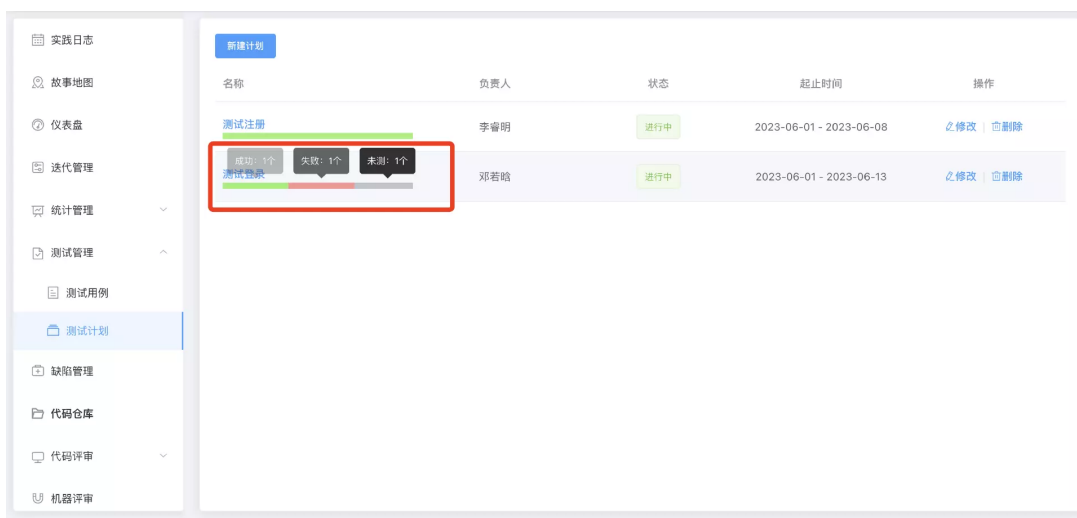 实践日志
故事地图
仪表盘
迭代管理
统计管理
测试管理
测试用例
测试计划
缺陷管理
代码仓库
代码评审
机器评审
新建计划
名称 负责人 状态 起止时间 操作
测试注册 李睿明 进行中 2023-06-01 - 2023-06-08 修改 删除
成功: 1个 失败: 1个 未测: 1个
测试登录 邓若晗 进行中 2023-06-01 - 2023-06-13 修改 删除